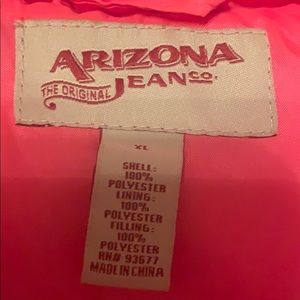 ARIZONA
THE ORIGINAL JEAN CO.
XL
SHELL:
100%
POLYESTER
LINING:
100%
POLYESTER
FILLING:
100%
POLYESTER
RN# 93677
MADE IN CHINA